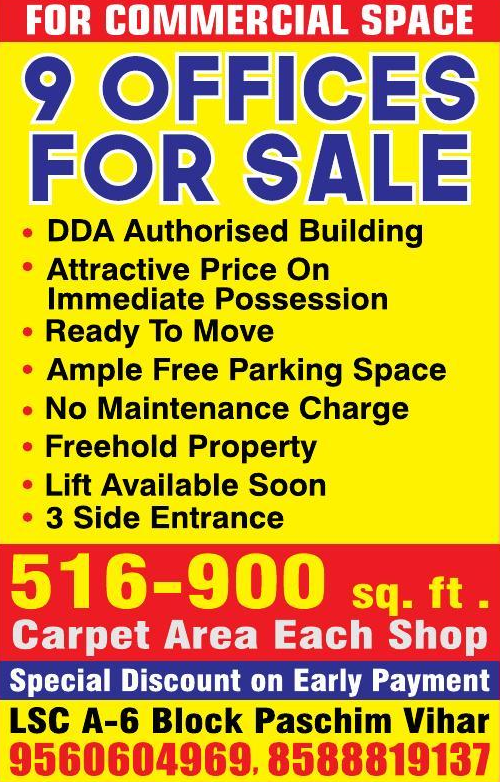 FOR COMMERCIAL SPACE
9 OFFICES
FOR SALE
• DDA Authorised Building
• Attractive Price On
Immediate Possession
• Ready To Move
• Ample Free Parking Space
• No Maintenance Charge
• Freehold Property
• Lift Available Soon
• 3 Side Entrance
516-900 sq. ft .
Carpet Area Each Shop
Special Discount on Early Payment
LSC A-6 Block Paschim Vihar
9560604969, 8588819137